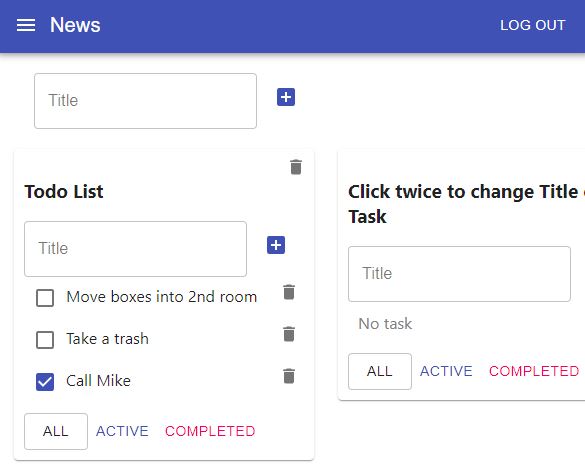 News
LOG OUT
Title
Todo List
Title
Move boxes into 2nd room
Take a trash
Call Mike
ALL ACTIVE COMPLETED
Click twice to change Title
Task
Title
No task
ALL ACTIVE COMPLETED